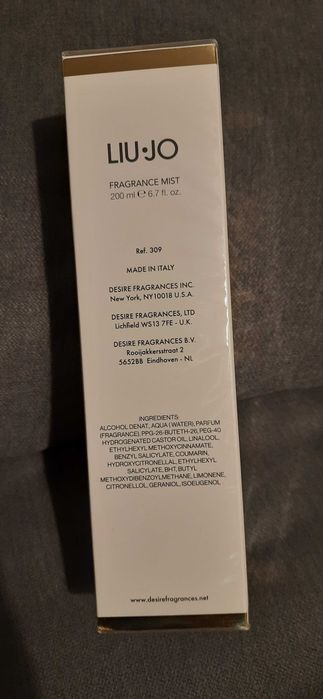 LIU·JO
FRAGRANCE MIST
200 ml ℮ 6.7 fl. oz.
Ref. 309
MADE IN ITALY
DESIRE FRAGRANCES INC.
New York, NY10018 U.S.A.
DESIRE FRAGRANCES, LTD
Lichfield WS13 7FE - U.K.
DESIRE FRAGRANCES B.V.
Rooijakkersstraat 2
5652BB Eindhoven - NL
INGREDIENTS:
ALCOHOL DENAT., AQUA (WATER), PARFUM
(FRAGRANCE), PPG-26-BUTETH-26, PEG-40
HYDROGENATED CASTOR OIL, LINALOOL,
ETHYLHEXYL METHOXYCINNAMATE,
BENZYL SALICYLATE, COUMARIN,
HYDROXYCITRONELLAL, ETHYLHEXYL
SALICYLATE, BHT, BUTYL
METHOXYDIBENZOYLMETHANE, LIMONENE,
CITRONELLOL, GERANIOL, ISOEUGENOL
www.desirefragrances.net